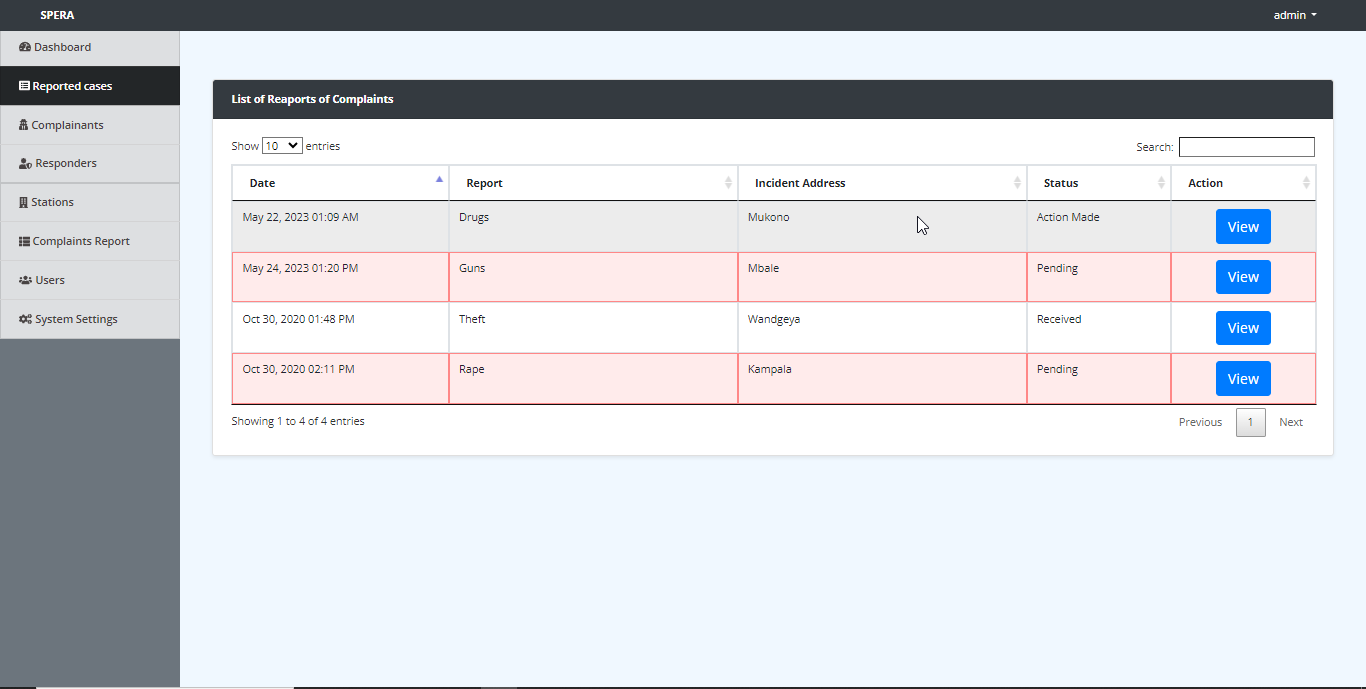 SPERA
admin
Dashboard
Reported cases
Complainants
Responders
Stations
Complaints Report
Users
System Settings
List of Reaports of Complaints
Show 10 entries
Search:
Date Report Incident Address Status Action
May 22, 2023 01:09 AM Drugs Mukono Action Made View
May 24, 2023 01:20 PM Guns Mbale Pending View
Oct 30, 2020 01:48 PM Theft Wandgeya Received View
Oct 30, 2020 02:11 PM Rape Kampala Pending View
Showing 1 to 4 of 4 entries
Previous 1 Next